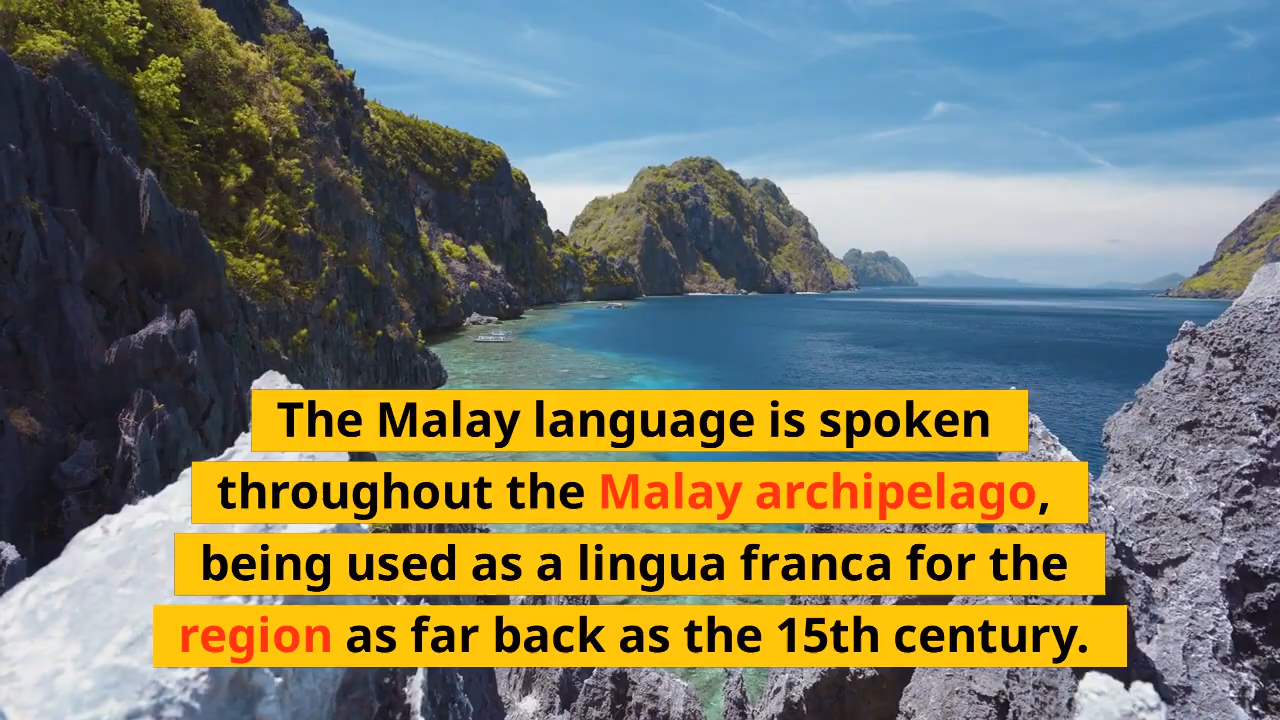 The Malay language is spoken
throughout the Malay archipelago,
being used as a lingua franca for the
region as far back as the 15th century.